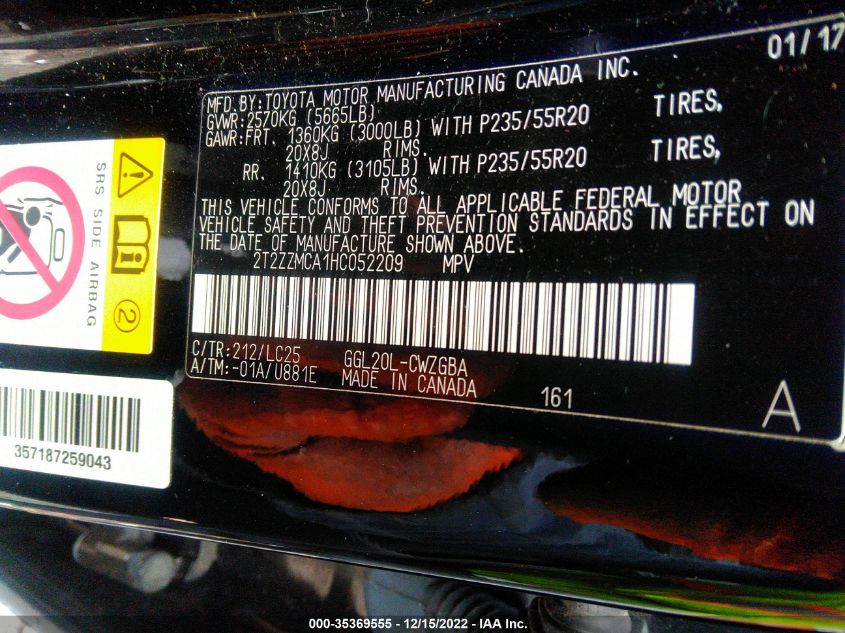 01/17
MFD.BY:TOYOTA MOTOR MANUFACTURING CANADA INC.
GVWR:2570KG (5665LB)
GAWR:FRT. 1360KG (3000LB) WITH P235/55R20 TIRES,
20X8J RIMS.
RR. 1410KG (3105LB) WITH P235/55R20 TIRES,
20X8J RIMS.
THIS VEHICLE CONFORMS TO ALL APPLICABLE FEDERAL MOTOR
VEHICLE SAFETY AND THEFT PREVENTION STANDARDS IN EFFECT ON
THE DATE OF MANUFACTURE SHOWN ABOVE.
2T2ZZMCA1HC052209 MPV
C/TR:212/LC25 GGL20L-CWZGBA
A/TM:-01A/U881E MADE IN CANADA
161
A
SRS SIDE AIRBAG
2
357187259043
000-35369555 - 12/15/2022 - IAA Inc.